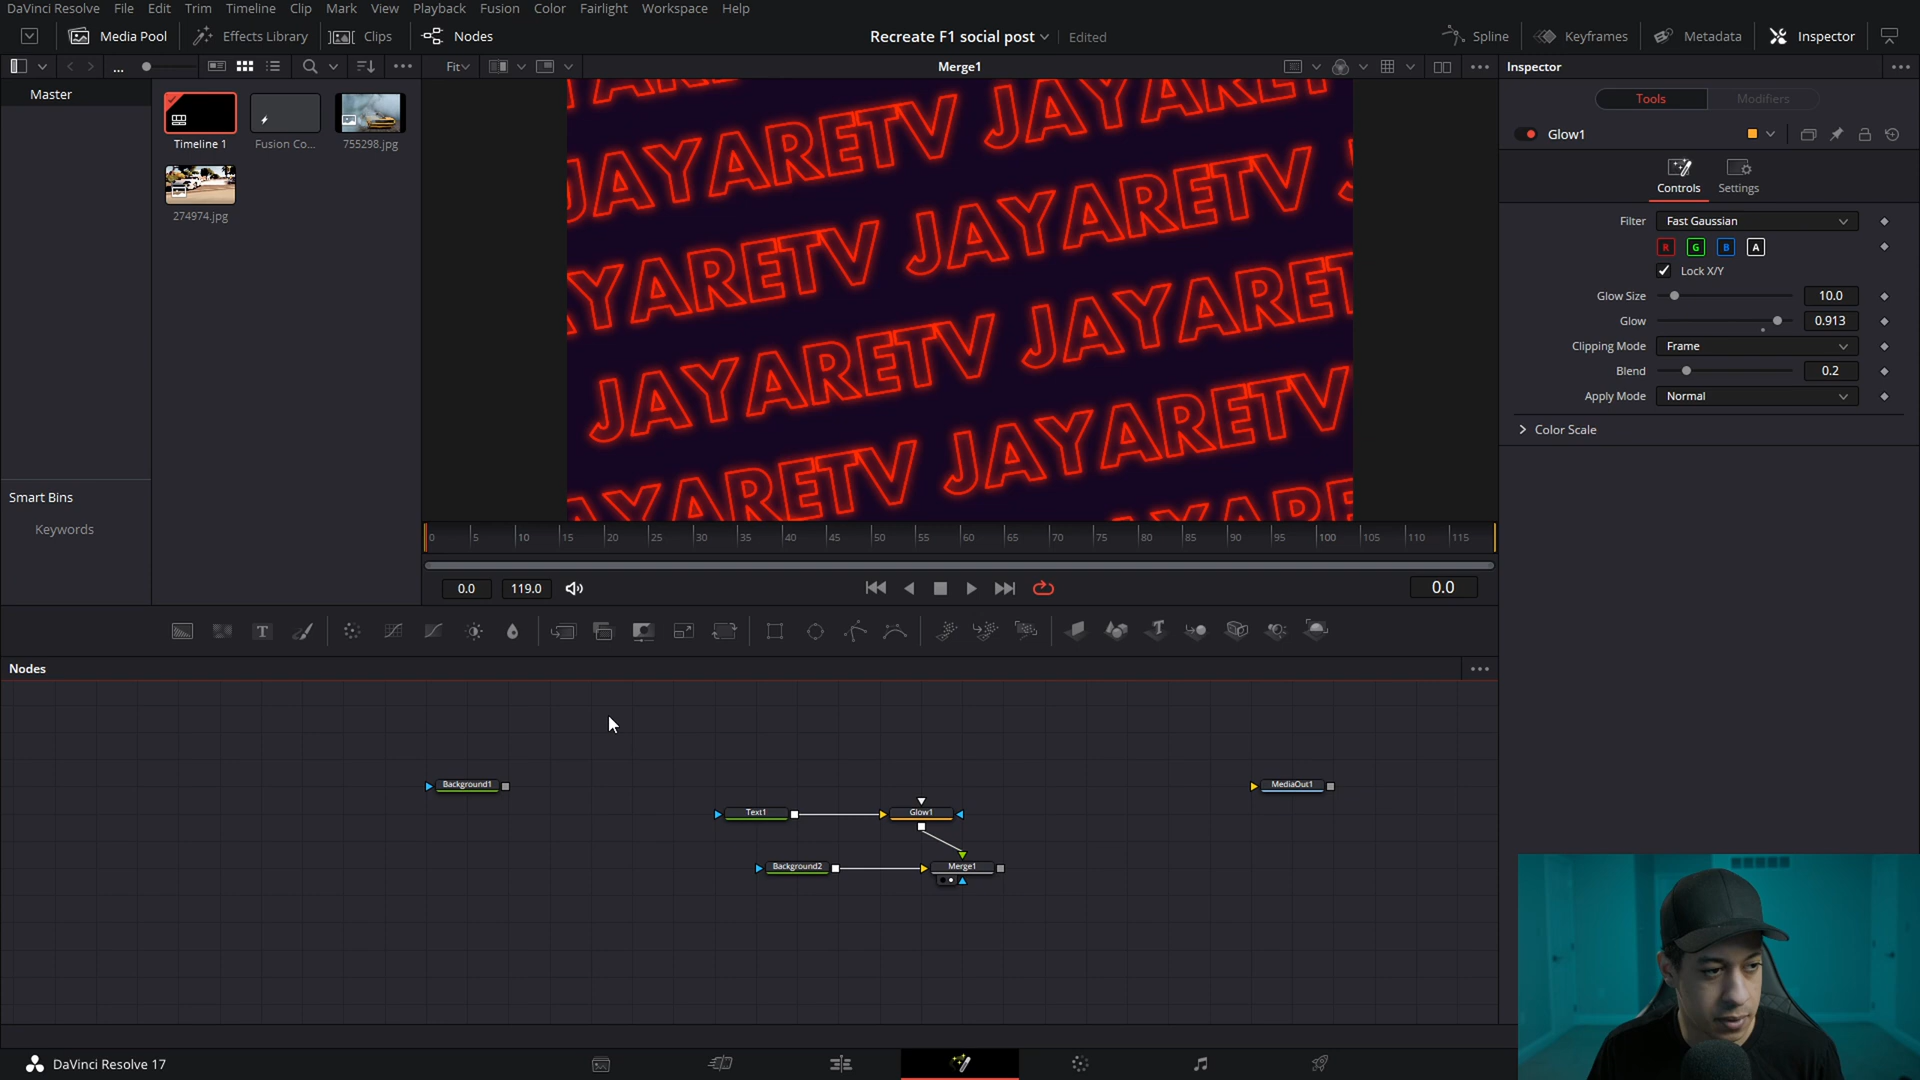 DaVinci Resolve File Edit Trim Timeline Clip Mark View Playback Fusion Color Fairlight Workspace Help
Media Pool Effects Library Clips Nodes Recreate F1 social post Edited Spline Keyframes Metadata Inspector
... Fit Merge1 Inspector
Master
Timeline 1
Fusion Co...
755298.jpg
274974.jpg
Smart Bins
Keywords
JAYARETV JAYARE
JAYARETV J
YARETV JAYARETV
JAYARETV JAYARET
YARETV JAYARETV
0 5 10 15 20 25 30 35 40 45 50 55 60 65 70 75 80 85 90 95 100 105 110 115
0.0 119.0 0.0
Tools Modifiers
Glow1
Controls Settings
Filter Fast Gaussian
R G B A
Lock X/Y
Glow Size 10.0
Glow 0.913
Clipping Mode Frame
Blend 0.2
Apply Mode Normal
Color Scale
T
Nodes
Background1
MediaOut1
Text1
Glow1
Background2
Merge1
DaVinci Resolve 17